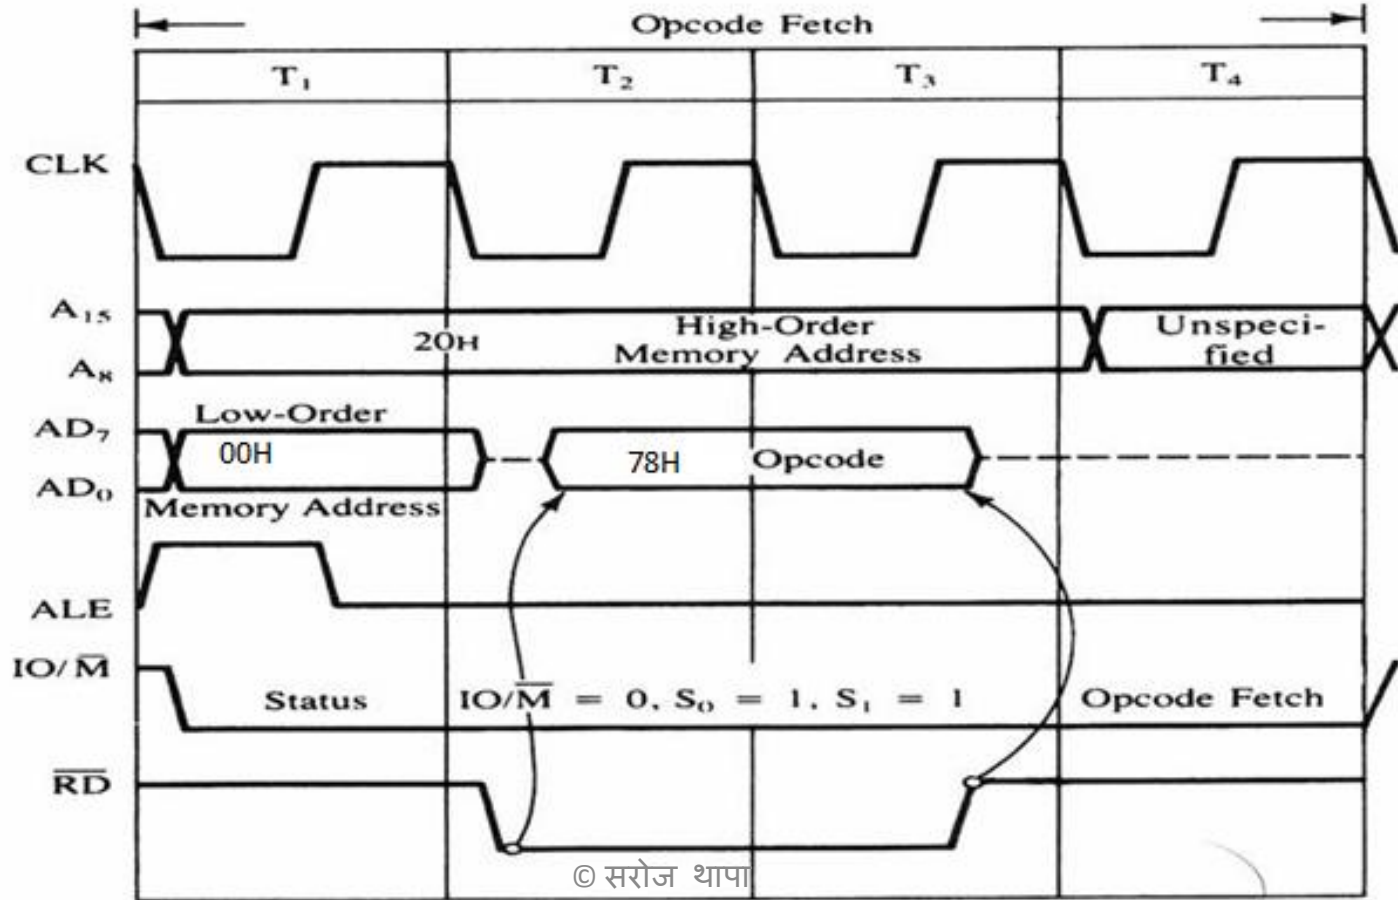 Opcode Fetch
T₁ T₂ T₃ T₄
CLK
A₁₅
20H High-Order
Memory Address
Unspeci-
fied
A₈
Low-Order
AD₇
00H 78H Opcode
AD₀
Memory Address
ALE
IO/M̅
Status IO/M̅ = 0, S₀ = 1, S₁ = 1 Opcode Fetch
R̅D̅
© सरोज थापा